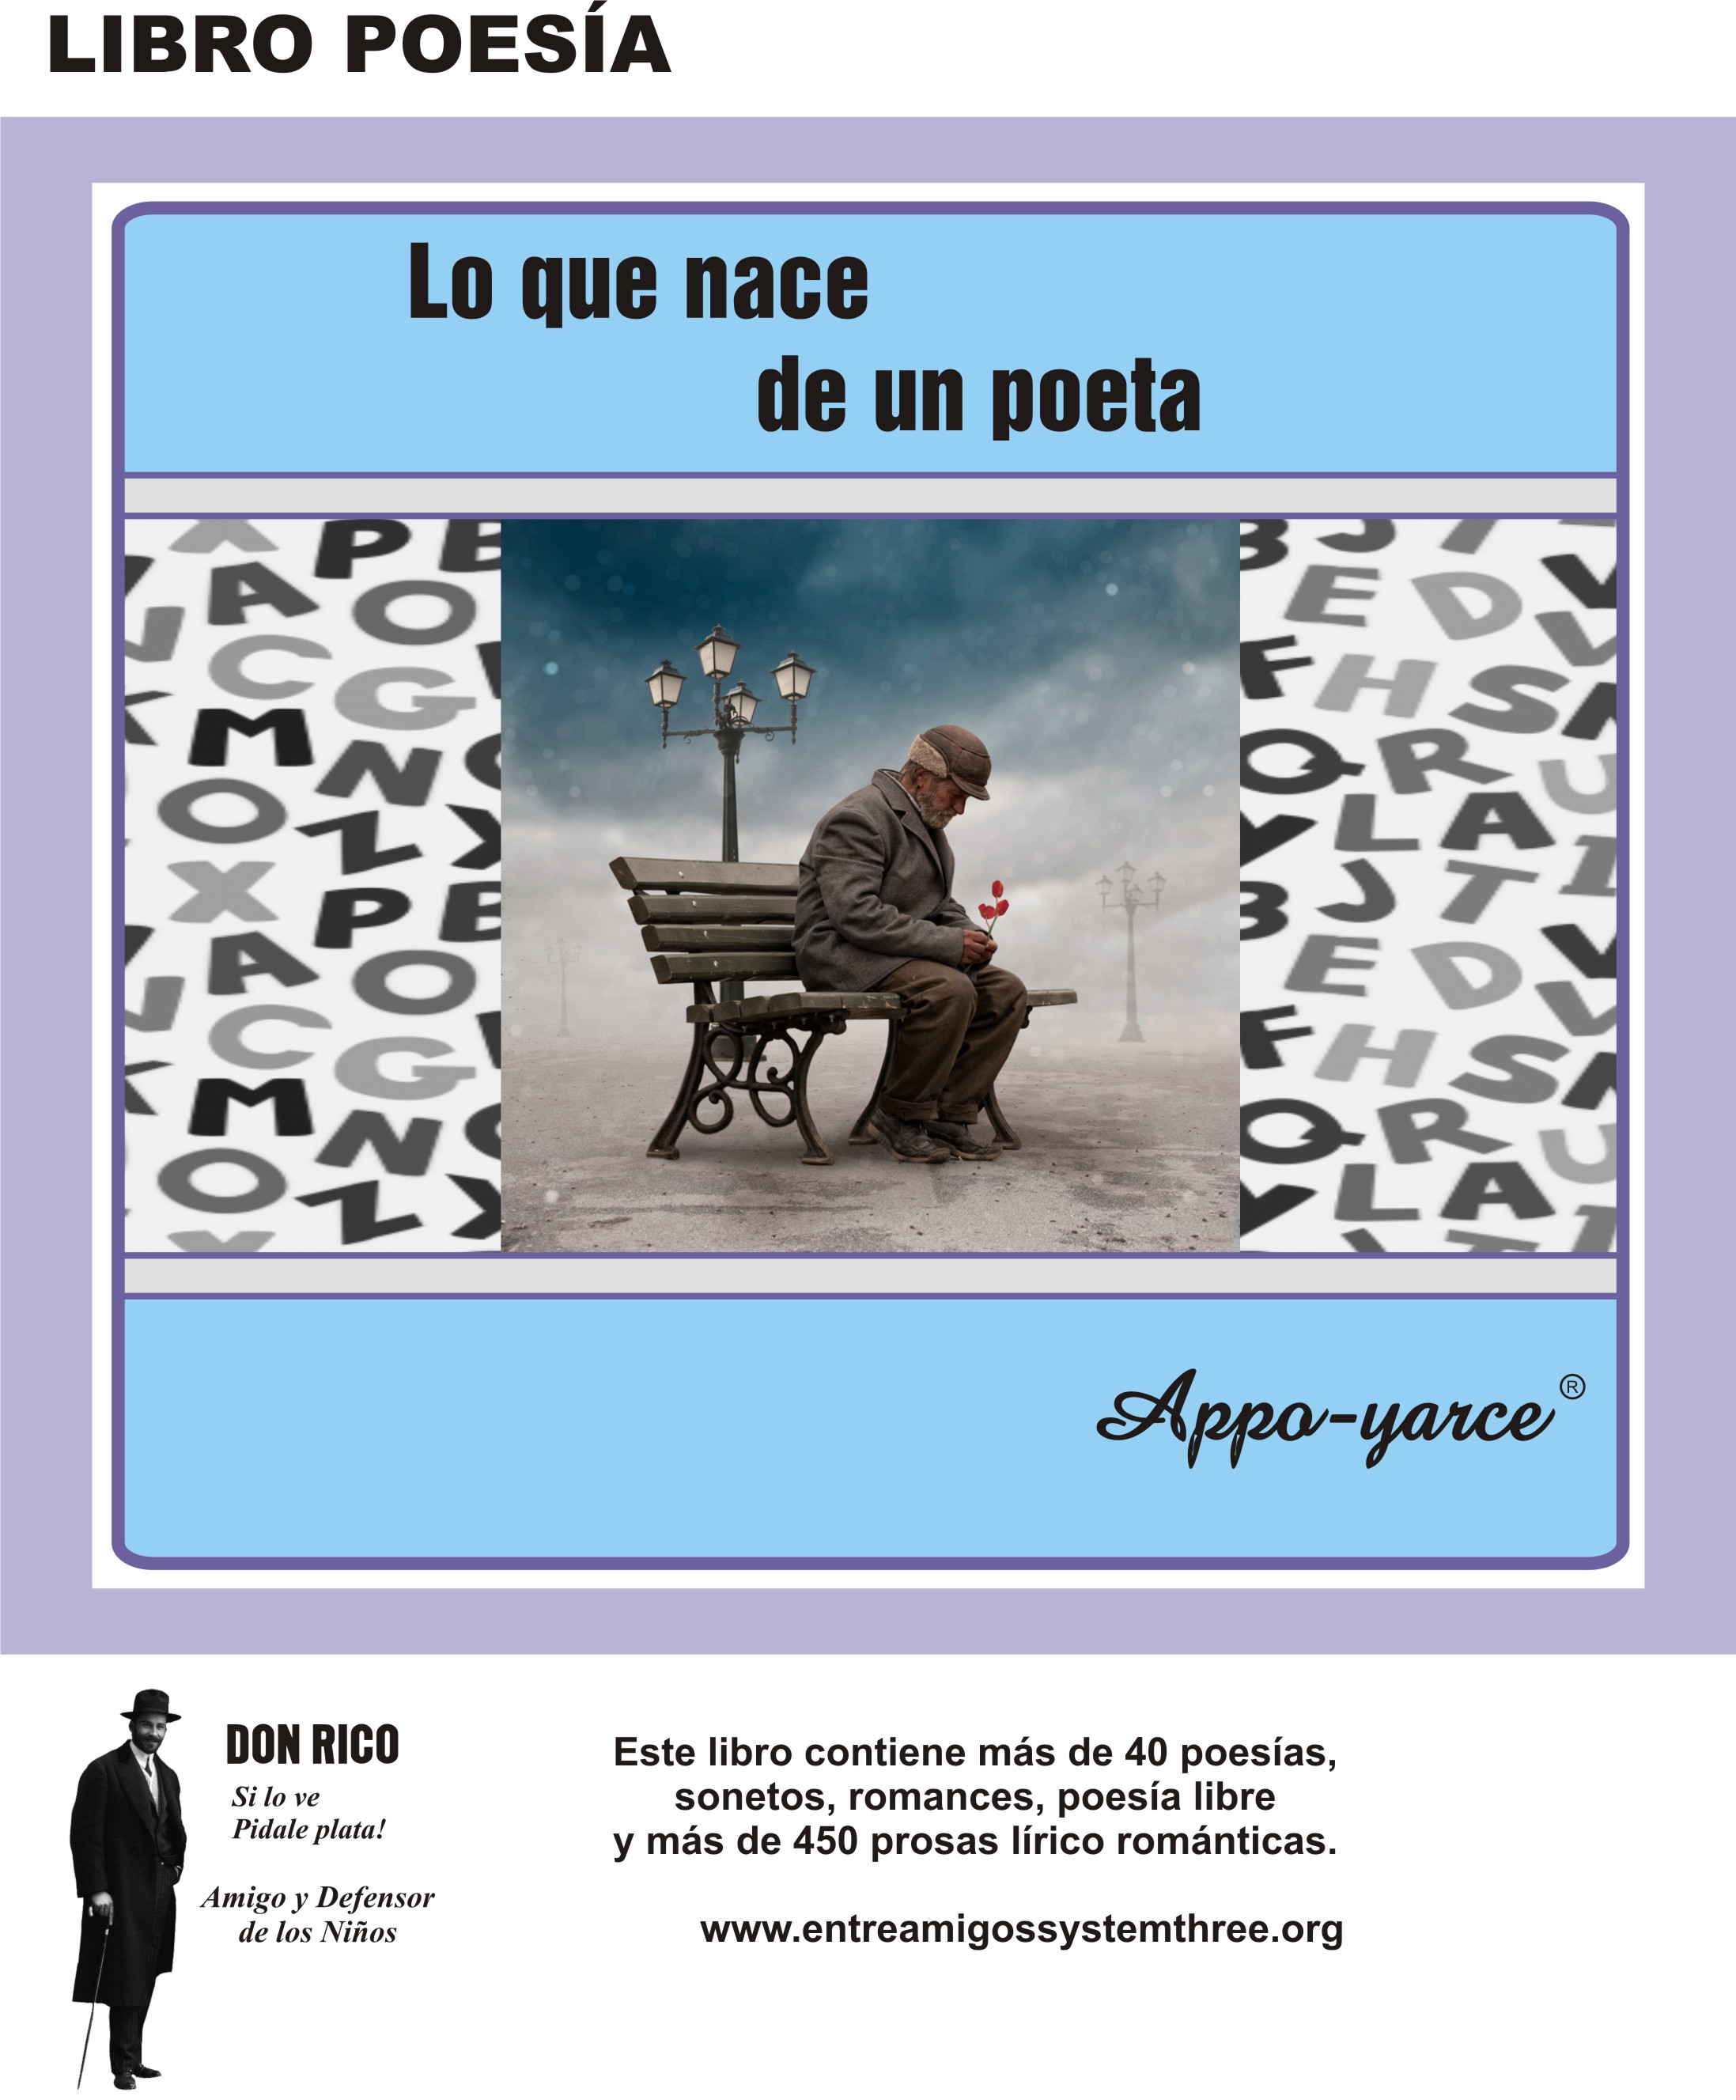 LIBRO POESÍA
Lo que nace
de un poeta
Appo-yarce®
DON RICO
Si lo ve
Pidale plata!
Amigo y Defensor
de los Niños
Este libro contiene más de 40 poesías,
sonetos, romances, poesía libre
y más de 450 prosas lírico románticas.
www.entreamigossystemthree.org